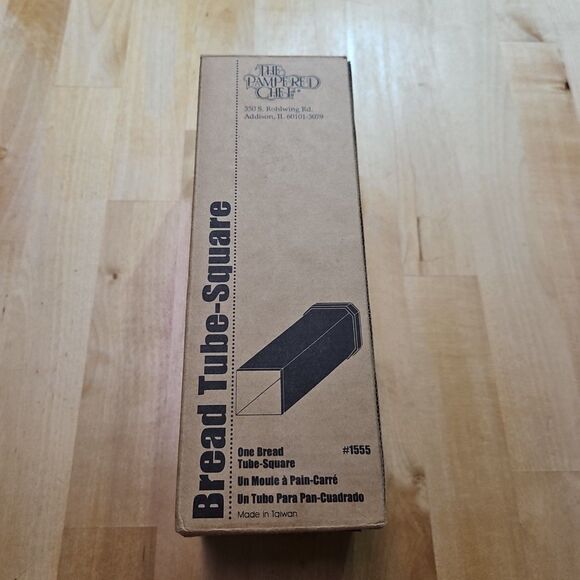 THE
PAMPERED
CHEF®
350 S. Rohlwing Rd.
Addison, IL 60101-3079
Bread Tube-Square
One Bread
Tube-Square
#1555
Un Moule à Pain-Carré
Un Tubo Para Pan-Cuadrado
Made in Taiwan